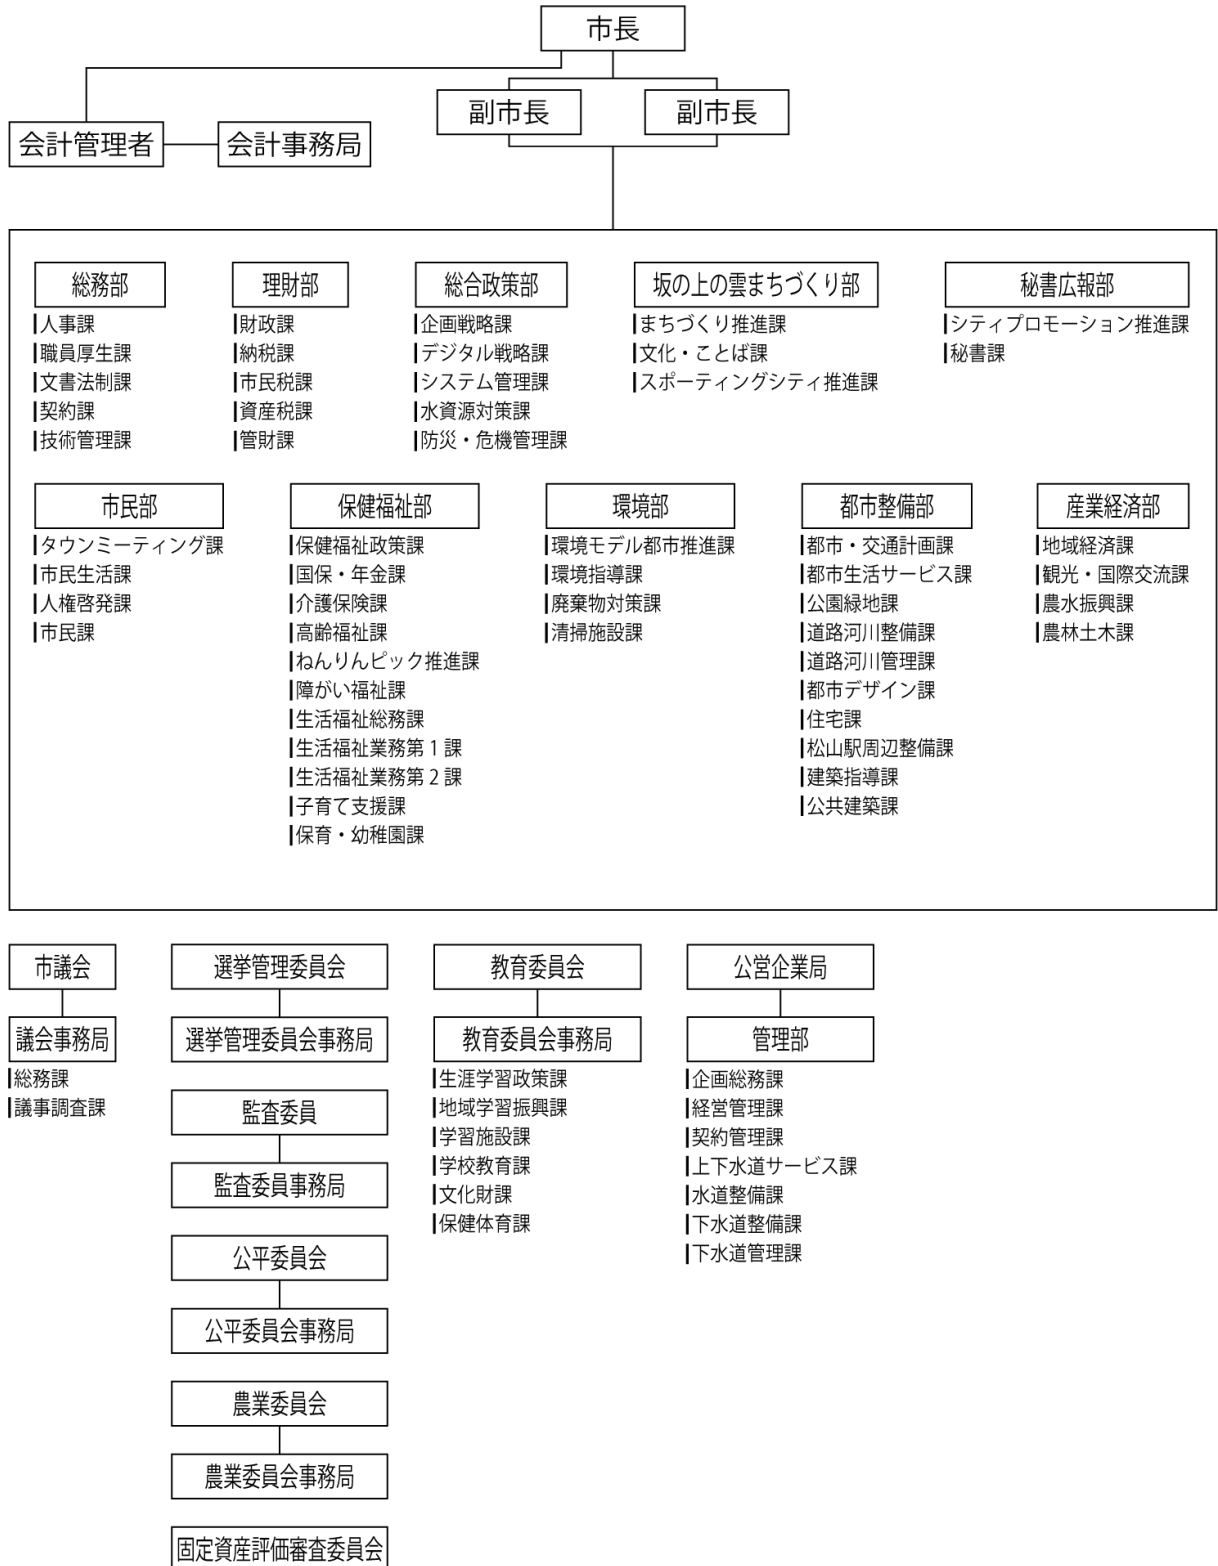 市長
副市長
副市長
会計管理者
会計事務局
総務部
人事課
職員厚生課
文書法制課
契約課
技術管理課
理財部
財政課
納税課
市民税課
資産税課
管財課
総合政策部
企画戦略課
デジタル戦略課
システム管理課
水資源対策課
防災・危機管理課
坂の上の雲まちづくり部
まちづくり推進課
文化・ことば課
スポーティングシティ推進課
秘書広報部
シティプロモーション推進課
秘書課
市民部
タウンミーティング課
市民生活課
人権啓発課
市民課
保健福祉部
保健福祉政策課
国保・年金課
介護保険課
高齢福祉課
ねんりんピック推進課
障がい福祉課
生活福祉総務課
生活福祉業務第1課
生活福祉業務第2課
子育て支援課
保育・幼稚園課
環境部
環境モデル都市推進課
環境指導課
廃棄物対策課
清掃施設課
都市整備部
都市・交通計画課
都市生活サービス課
公園緑地課
道路河川整備課
道路河川管理課
都市デザイン課
住宅課
松山駅周辺整備課
建築指導課
公共建築課
産業経済部
地域経済課
観光・国際交流課
農水振興課
農林土木課
市議会
議会事務局
総務課
議事調査課
選挙管理委員会
選挙管理委員会事務局
監査委員
監査委員事務局
公平委員会
公平委員会事務局
農業委員会
農業委員会事務局
固定資産評価審査委員会
教育委員会
教育委員会事務局
生涯学習政策課
地域学習振興課
学習施設課
学校教育課
文化財課
保健体育課
公営企業局
管理部
企画総務課
経営管理課
契約管理課
上下水道サービス課
水道整備課
下水道整備課
下水道管理課